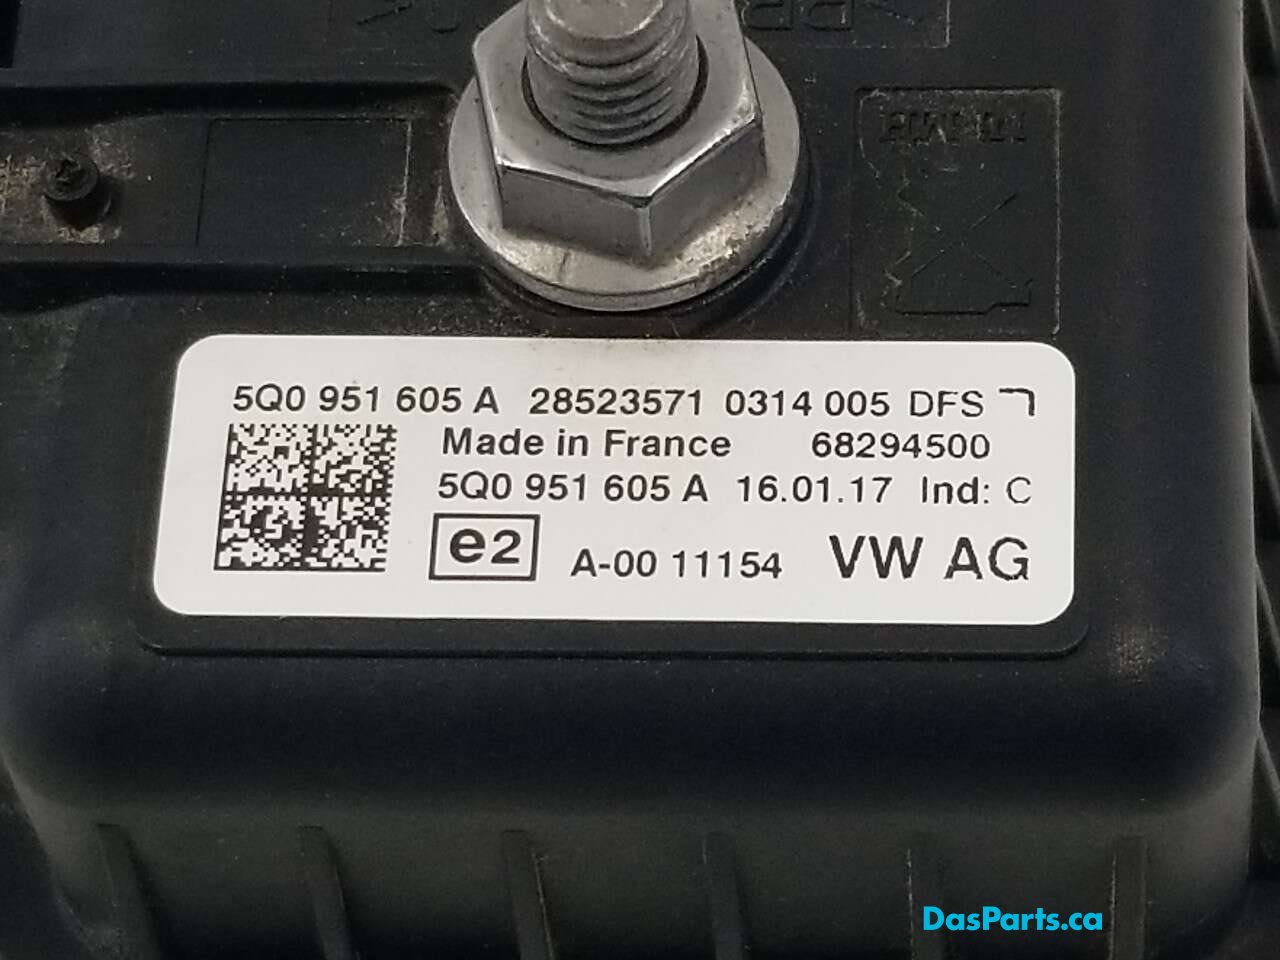 5Q0 951 605 A 28523571 0314 005 DFS
Made in France 68294500
5Q0 951 605 A 16.01.17 Ind: C
e2 A-00 11154 VW AG
DasParts.ca